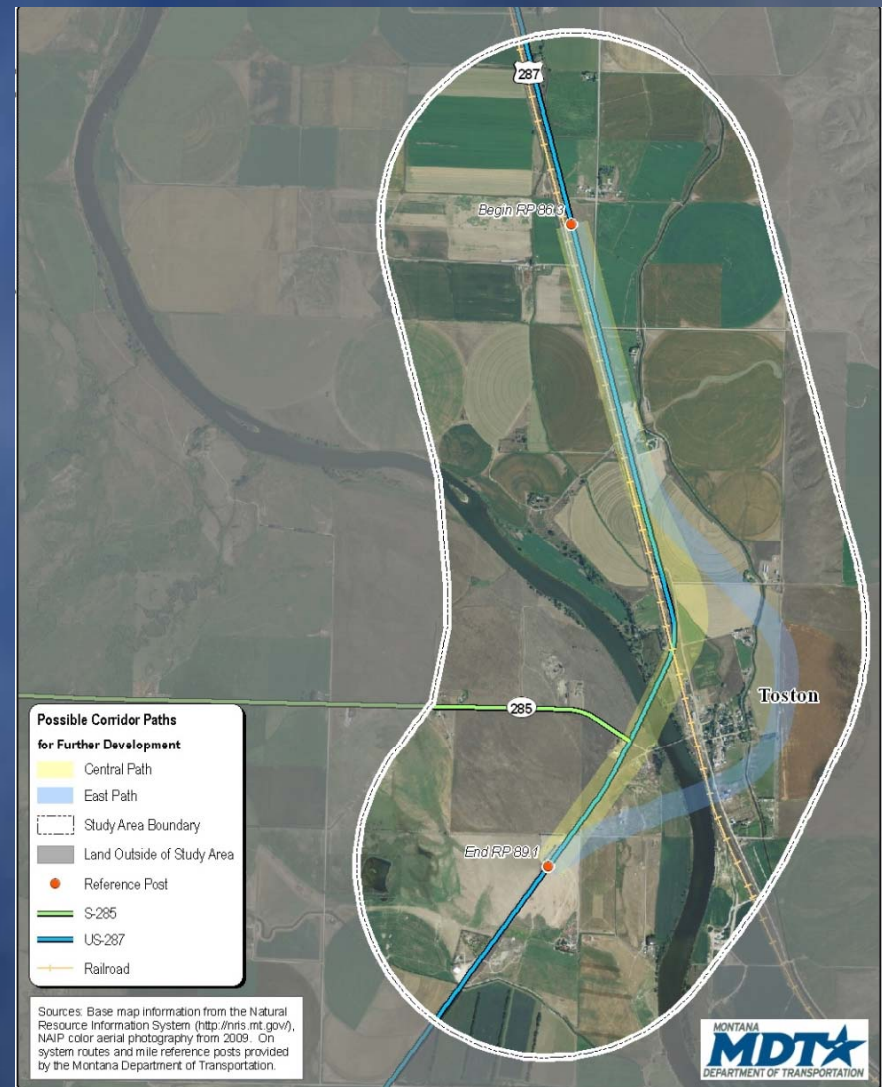 287
Begin RP 86.3
Toston
285
End RP 89.1
Possible Corridor Paths
for Further Development
Central Path
East Path
Study Area Boundary
Land Outside of Study Area
Reference Post
S-285
US-287
Railroad
Sources: Base map information from the Natural
Resource Information System (http://nris.mt.gov/),
NAIP color aerial photography from 2009. On
system routes and mile reference posts provided
by the Montana Department of Transportation.
MONTANA
MDT
DEPARTMENT OF TRANSPORTATION